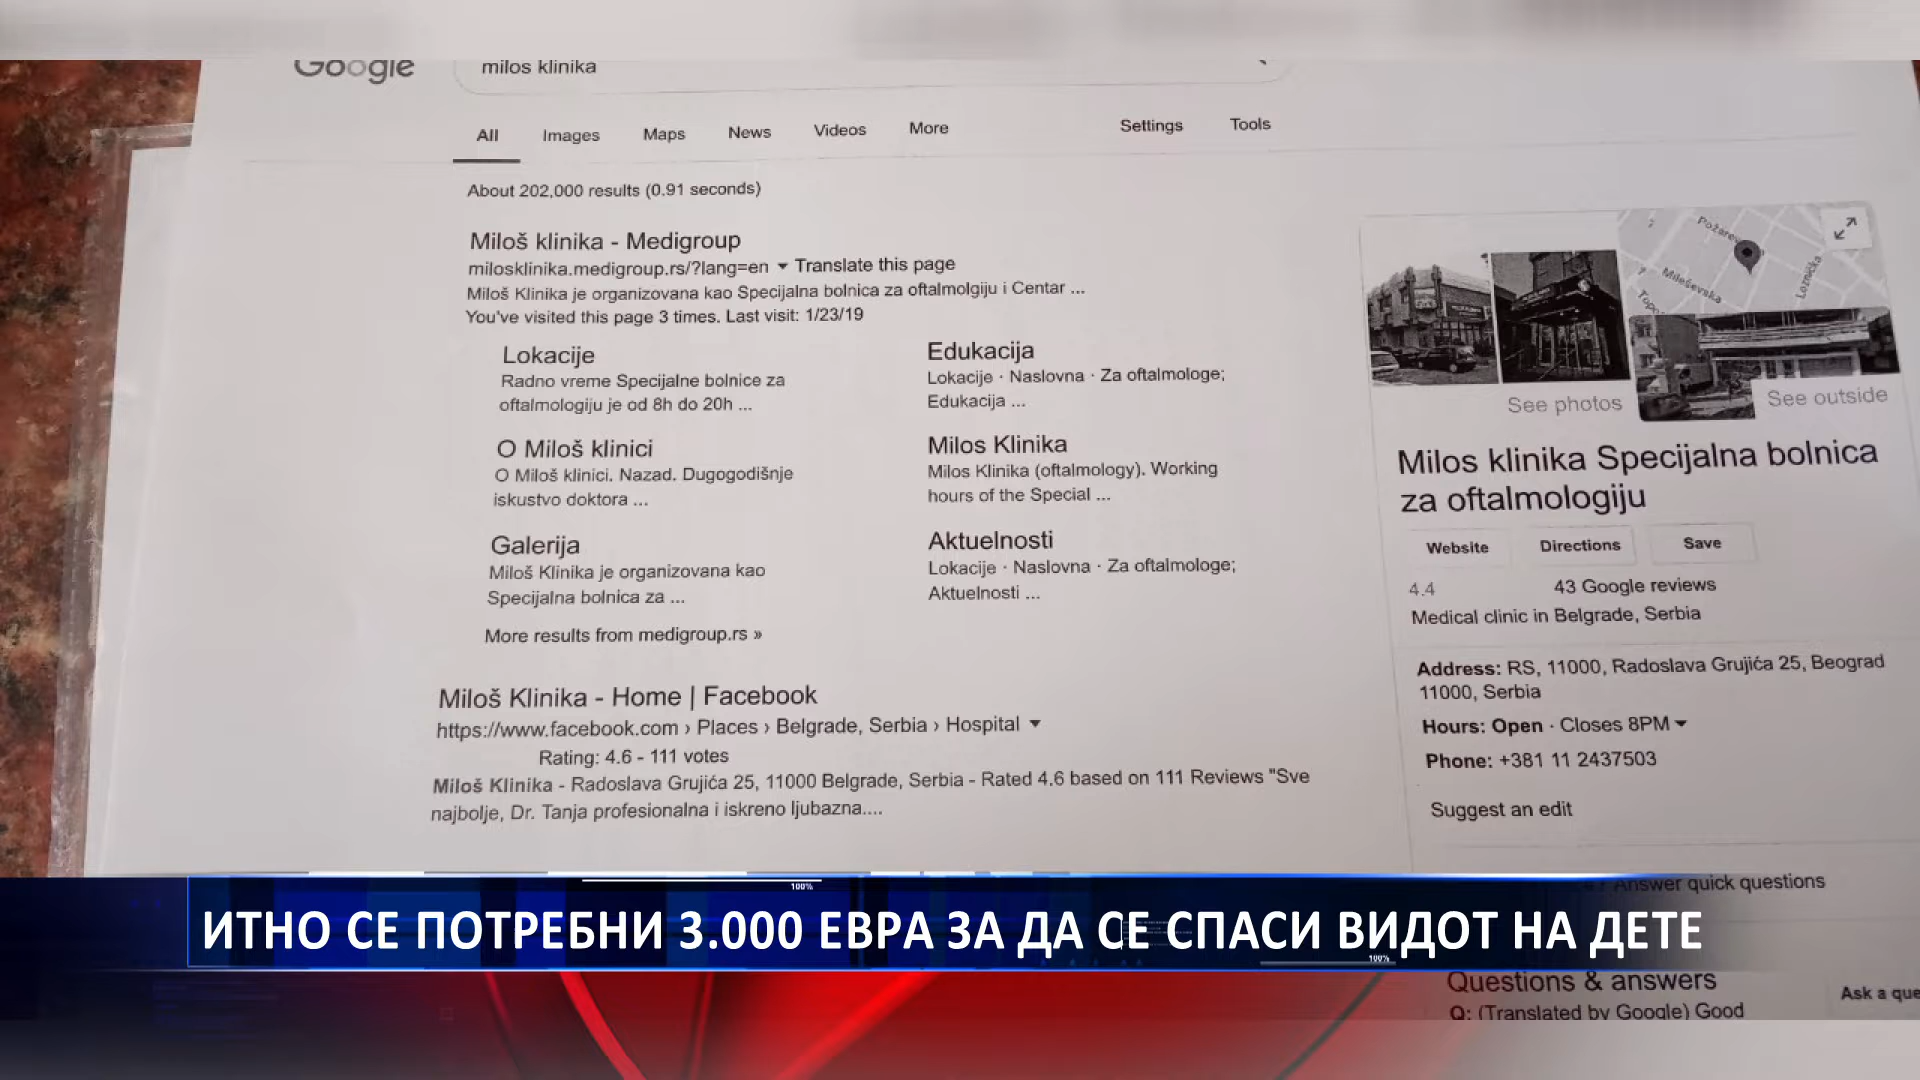 Google
milos klinika
All Images Maps News Videos More Settings Tools
About 202,000 results (0.91 seconds)
Miloš klinika - Medigroup
milosklinika.medigroup.rs/?lang=en ▾ Translate this page
Miloš Klinika je organizovana kao Specijalna bolnica za oftalmolgiju i Centar ...
You've visited this page 3 times. Last visit: 1/23/19
Lokacije
Radno vreme Specijalne bolnice za
oftalmologiju je od 8h do 20h ...
Edukacija
Lokacije · Naslovna · Za oftalmologe;
Edukacija ...
O Miloš klinici
O Miloš klinici. Nazad. Dugogodišnje
iskustvo doktora ...
Milos Klinika
Milos Klinika (oftalmology). Working
hours of the Special ...
Galerija
Miloš Klinika je organizovana kao
Specijalna bolnica za ...
Aktuelnosti
Lokacije · Naslovna · Za oftalmologe;
Aktuelnosti ...
More results from medigroup.rs »
Miloš Klinika - Home | Facebook
https://www.facebook.com › Places › Belgrade, Serbia › Hospital ▾
Rating: 4.6 - 111 votes
Miloš Klinika - Radoslava Grujića 25, 11000 Belgrade, Serbia - Rated 4.6 based on 111 Reviews "Sve
najbolje, Dr. Tanja profesionalna i iskreno ljubazna....
Požarev
Mileševska
Loznička
Topo
See photos
See outside
Milos klinika Specijalna bolnica
za oftalmologiju
Website Directions Save
4.4 43 Google reviews
Medical clinic in Belgrade, Serbia
Address: RS, 11000, Radoslava Grujića 25, Beograd
11000, Serbia
Hours: Open · Closes 8PM ▾
Phone: +381 11 2437503
Suggest an edit
Answer quick questions
100%
ИТНО СЕ ПОТРЕБНИ 3.000 ЕВРА ЗА ДА СЕ СПАСИ ВИДОТ НА ДЕТЕ
100%
Questions & answers
Ask a que
Q: (Translated by Google) Good